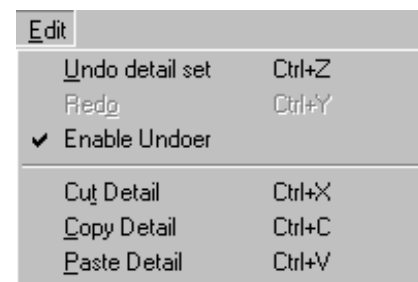 Edit
Undo detail set Ctrl+Z
Redo Ctrl+Y
Enable Undoer
Cut Detail Ctrl+X
Copy Detail Ctrl+C
Paste Detail Ctrl+V